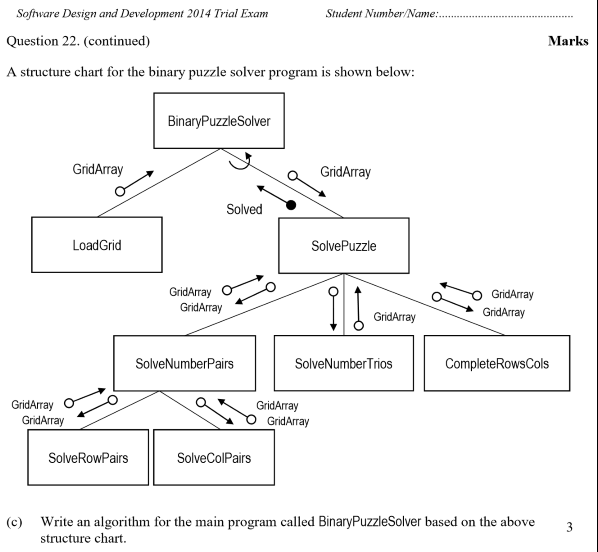 Software Design and Development 2014 Trial Exam Student Number/Name:................................................
Question 22. (continued) Marks
A structure chart for the binary puzzle solver program is shown below:
BinaryPuzzleSolver
GridArray
GridArray
Solved
LoadGrid
SolvePuzzle
GridArray
GridArray
GridArray
GridArray
GridArray
SolveNumberPairs
SolveNumberTrios
CompleteRowsCols
GridArray
GridArray
GridArray
GridArray
SolveRowPairs
SolveColPairs
(c) Write an algorithm for the main program called BinaryPuzzleSolver based on the above 3
structure chart.